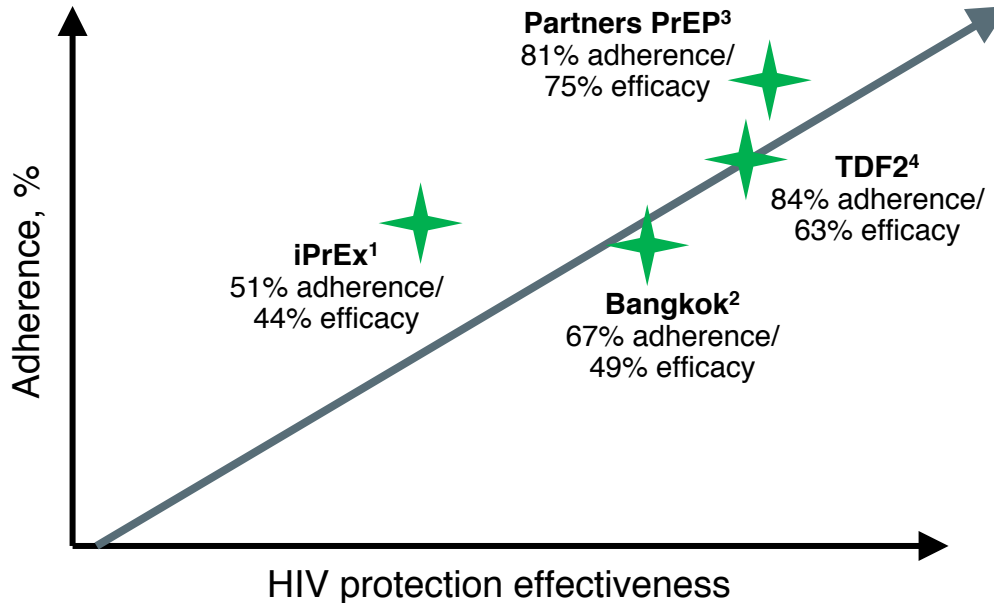 Partners PrEP³
81% adherence/
75% efficacy
TDF2⁴
84% adherence/
63% efficacy
iPrEx¹
51% adherence/
44% efficacy
Bangkok²
67% adherence/
49% efficacy
Adherence, %
HIV protection effectiveness